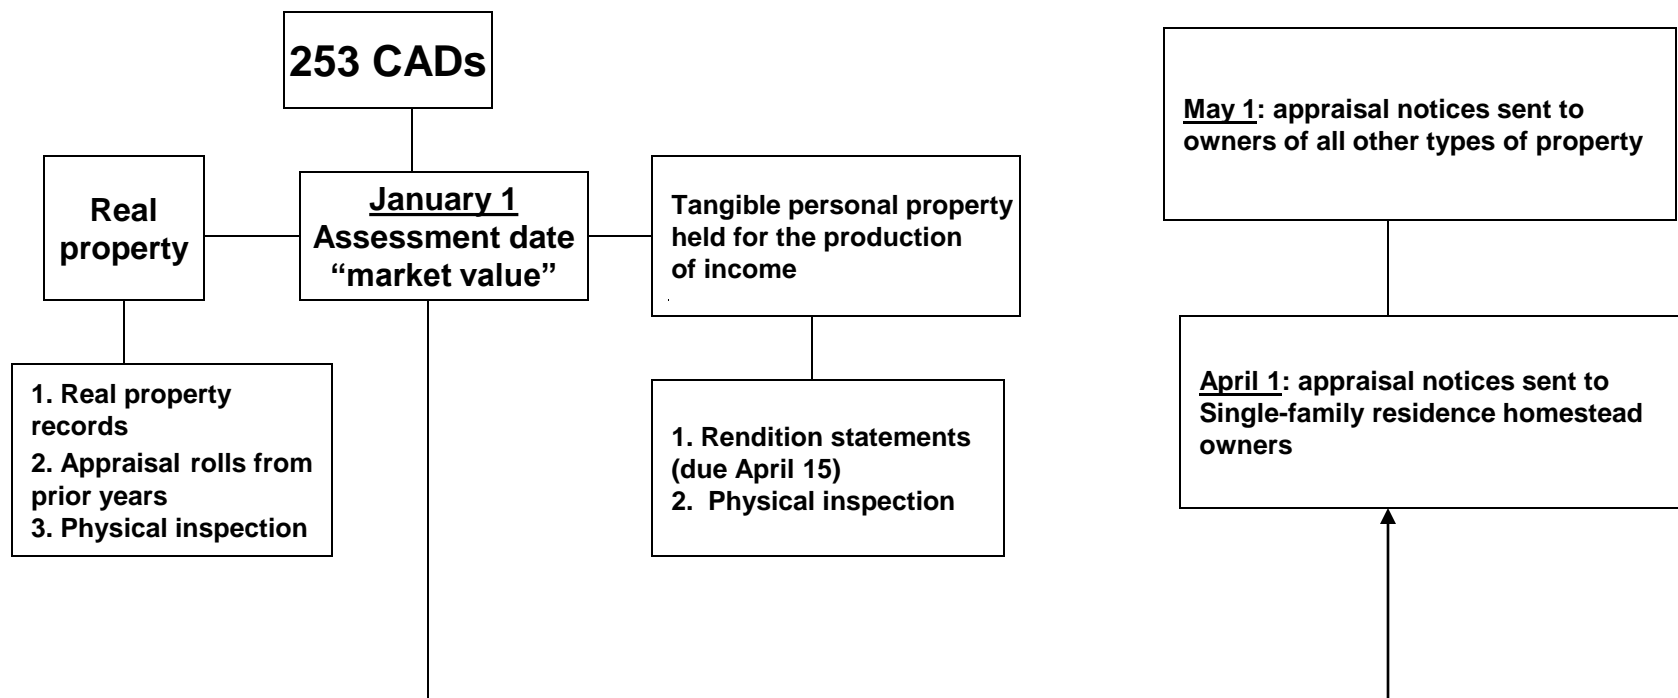 253 CADs
Real
property
January 1
Assessment date
“market value”
Tangible personal property
held for the production
of income
1. Real property
records
2. Appraisal rolls from
prior years
3. Physical inspection
1. Rendition statements
(due April 15)
2. Physical inspection
May 1: appraisal notices sent to
owners of all other types of property
April 1: appraisal notices sent to
Single-family residence homestead
owners